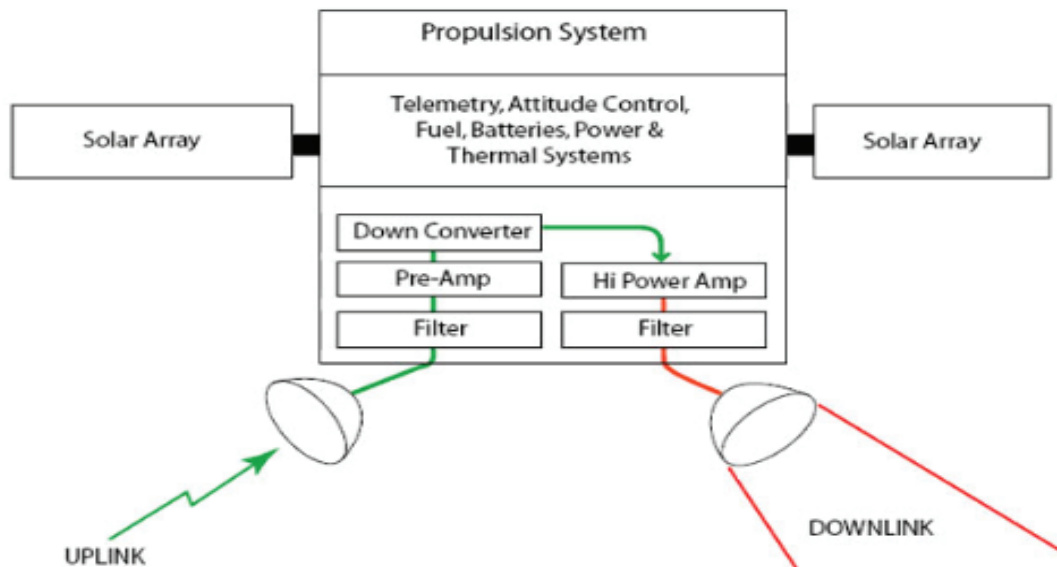 Propulsion System
Telemetry, Attitude Control,
Fuel, Batteries, Power &
Thermal Systems
Solar Array
Solar Array
Down Converter
Pre-Amp
Hi Power Amp
Filter
Filter
UPLINK
DOWNLINK